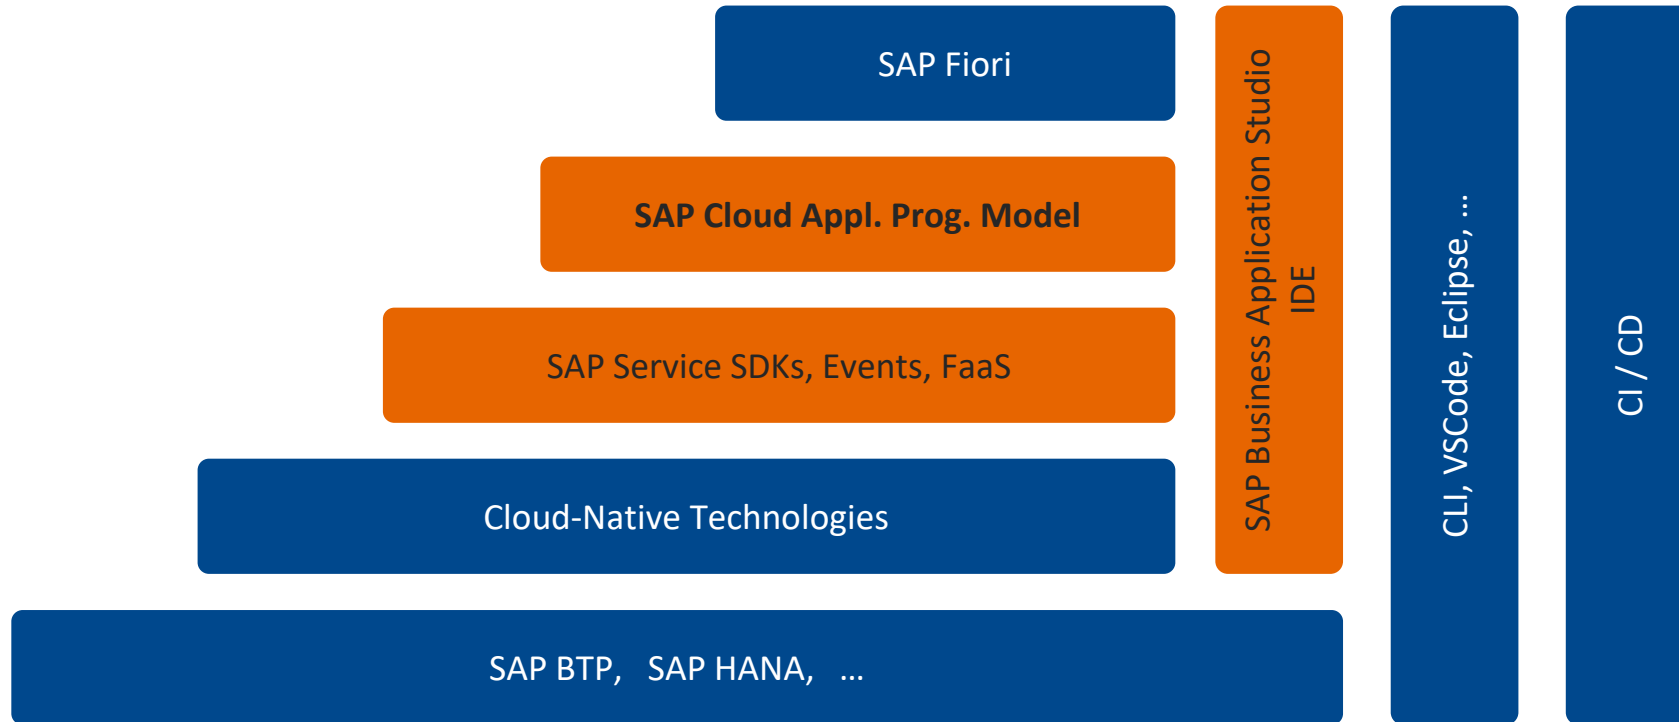 SAP Fiori
SAP Cloud Appl. Prog. Model
SAP Service SDKs, Events, FaaS
Cloud-Native Technologies
SAP BTP,   SAP HANA,   …
SAP Business Application Studio
IDE
CLI, VSCode, Eclipse, ...
CI / CD